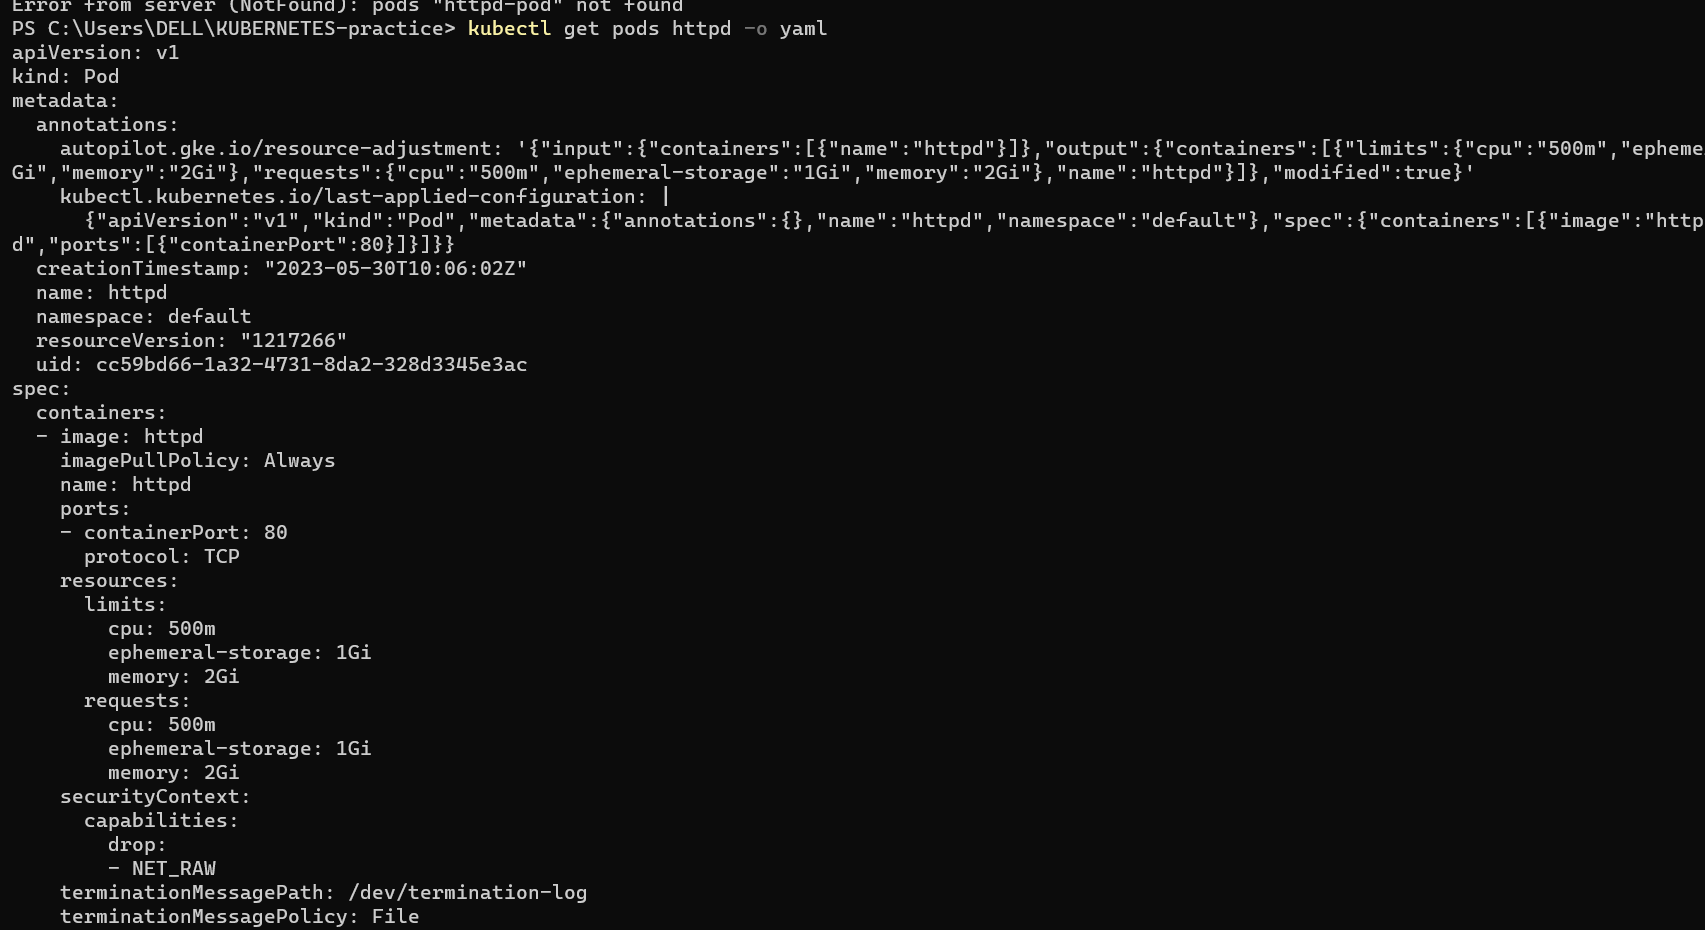 Error from server (NotFound): pods "httpd-pod" not found
PS C:\Users\DELL\KUBERNETES-practice> kubectl get pods httpd -o yaml
apiVersion: v1
kind: Pod
metadata:
  annotations:
    autopilot.gke.io/resource-adjustment: '{"input":{"containers":[{"name":"httpd"}]},"output":{"containers":[{"limits":{"cpu":"500m","epheme
Gi","memory":"2Gi"},"requests":{"cpu":"500m","ephemeral-storage":"1Gi","memory":"2Gi"},"name":"httpd"}]},"modified":true}'
    kubectl.kubernetes.io/last-applied-configuration: |
      {"apiVersion":"v1","kind":"Pod","metadata":{"annotations":{},"name":"httpd","namespace":"default"},"spec":{"containers":[{"image":"http
d","ports":[{"containerPort":80}]}]}}
  creationTimestamp: "2023-05-30T10:06:02Z"
  name: httpd
  namespace: default
  resourceVersion: "1217266"
  uid: cc59bd66-1a32-4731-8da2-328d3345e3ac
spec:
  containers:
  - image: httpd
    imagePullPolicy: Always
    name: httpd
    ports:
    - containerPort: 80
      protocol: TCP
    resources:
      limits:
        cpu: 500m
        ephemeral-storage: 1Gi
        memory: 2Gi
      requests:
        cpu: 500m
        ephemeral-storage: 1Gi
        memory: 2Gi
    securityContext:
      capabilities:
        drop:
        - NET_RAW
    terminationMessagePath: /dev/termination-log
    terminationMessagePolicy: File